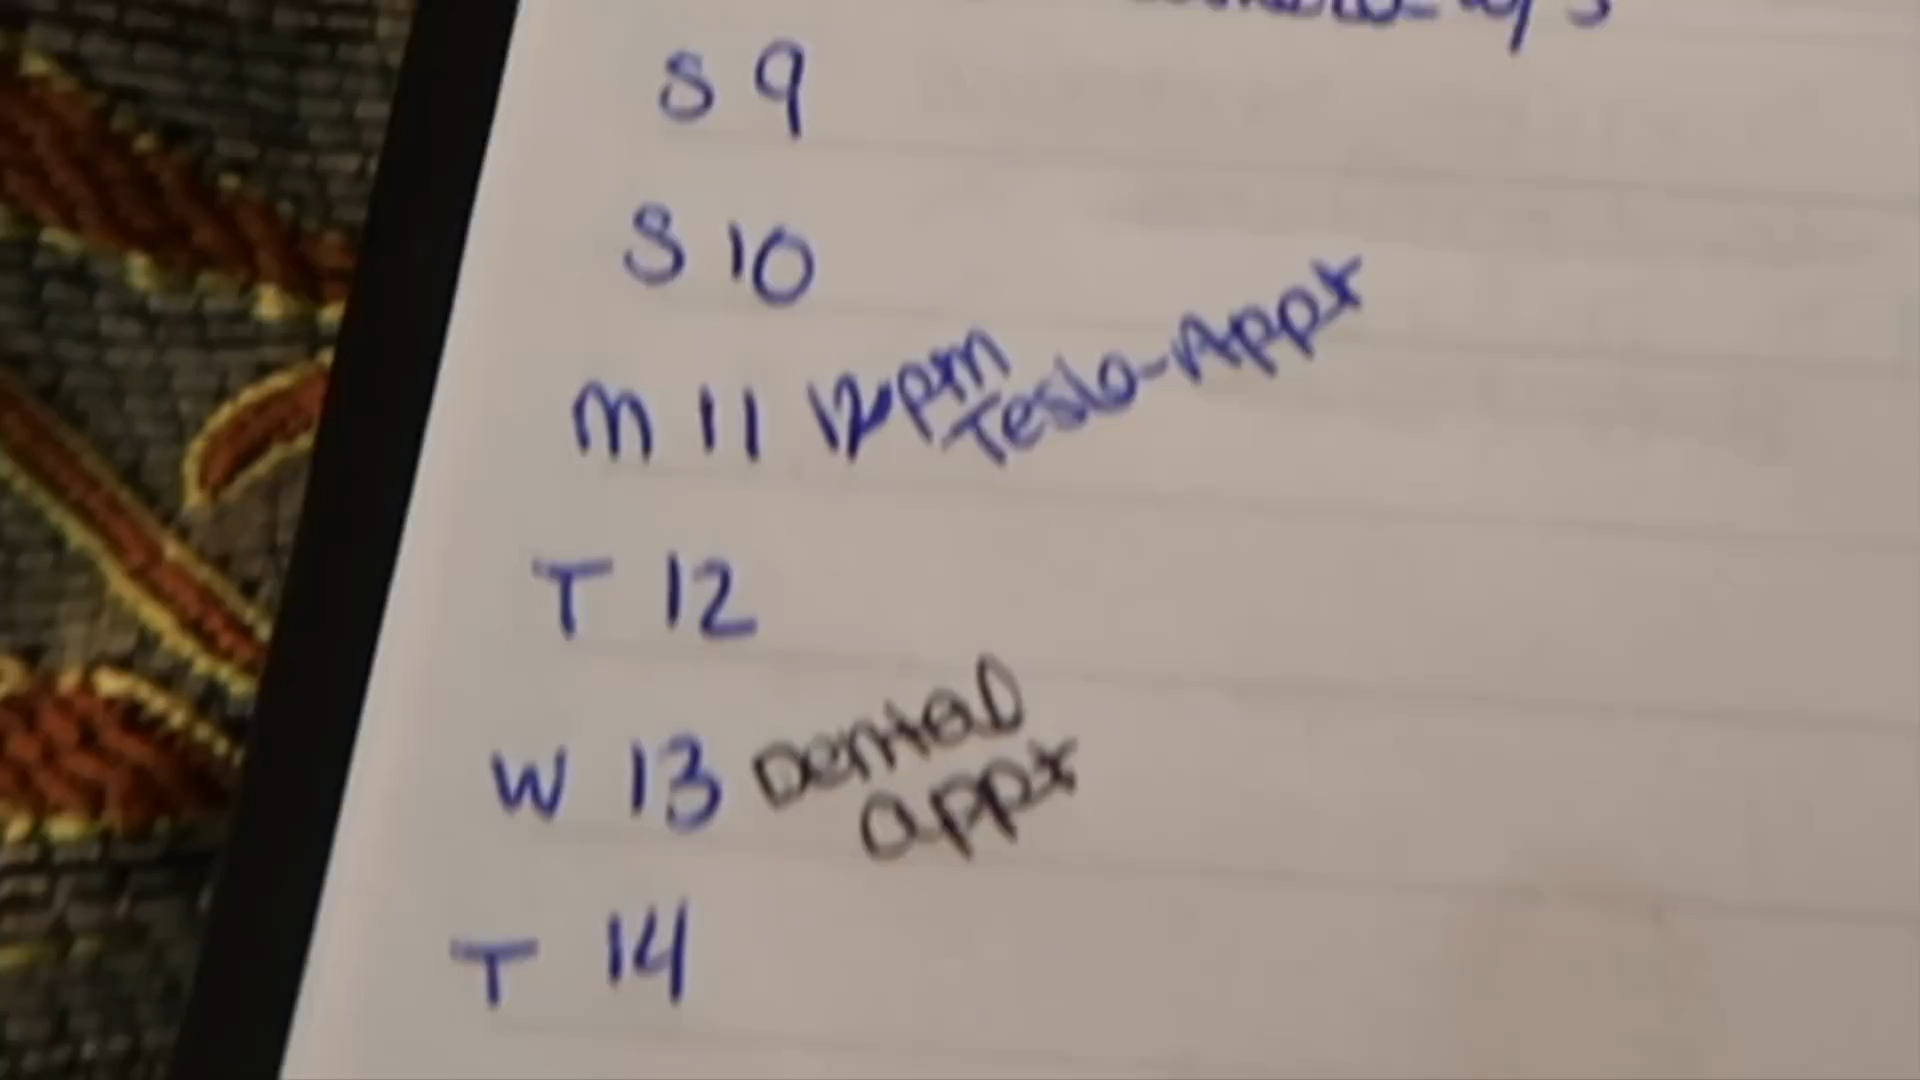 S 9
S 10
M 11 12pm
Tesla-Appt
T 12
W 13 Dental
appt
T 14